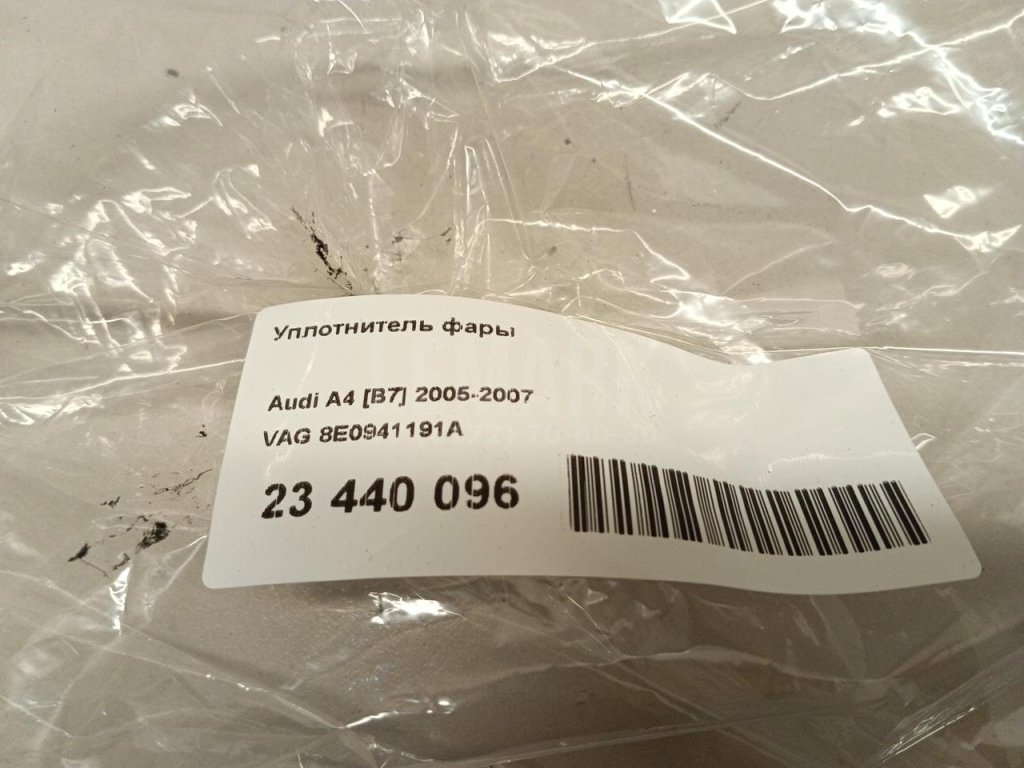 Уплотнитель фары
Audi A4 [B7] 2005-2007
VAG 8E0941191A
23 440 096